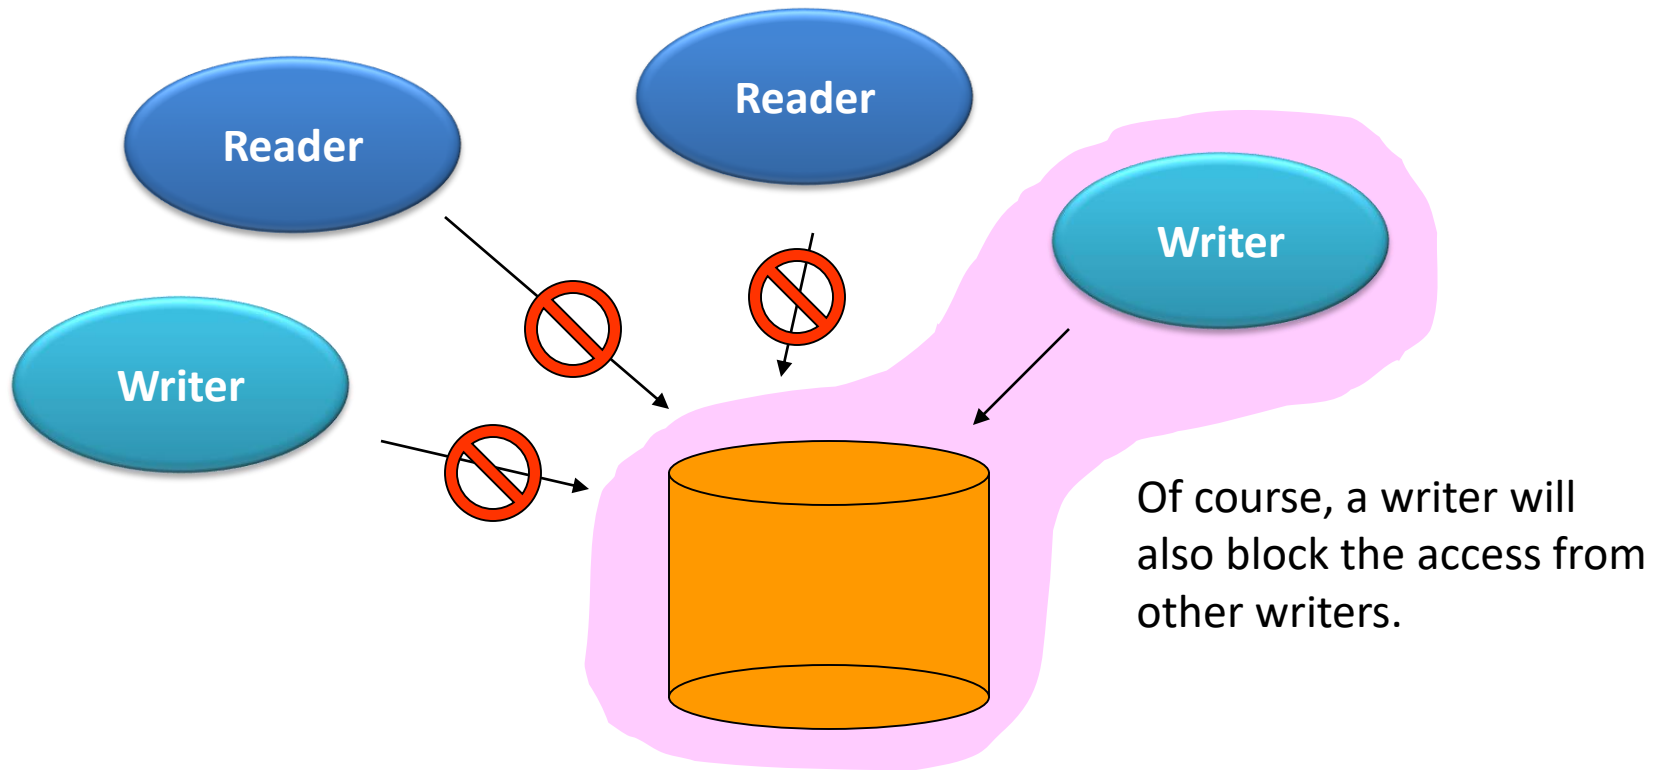 Reader
Reader
Writer
Writer
Of course, a writer will
also block the access from
other writers.